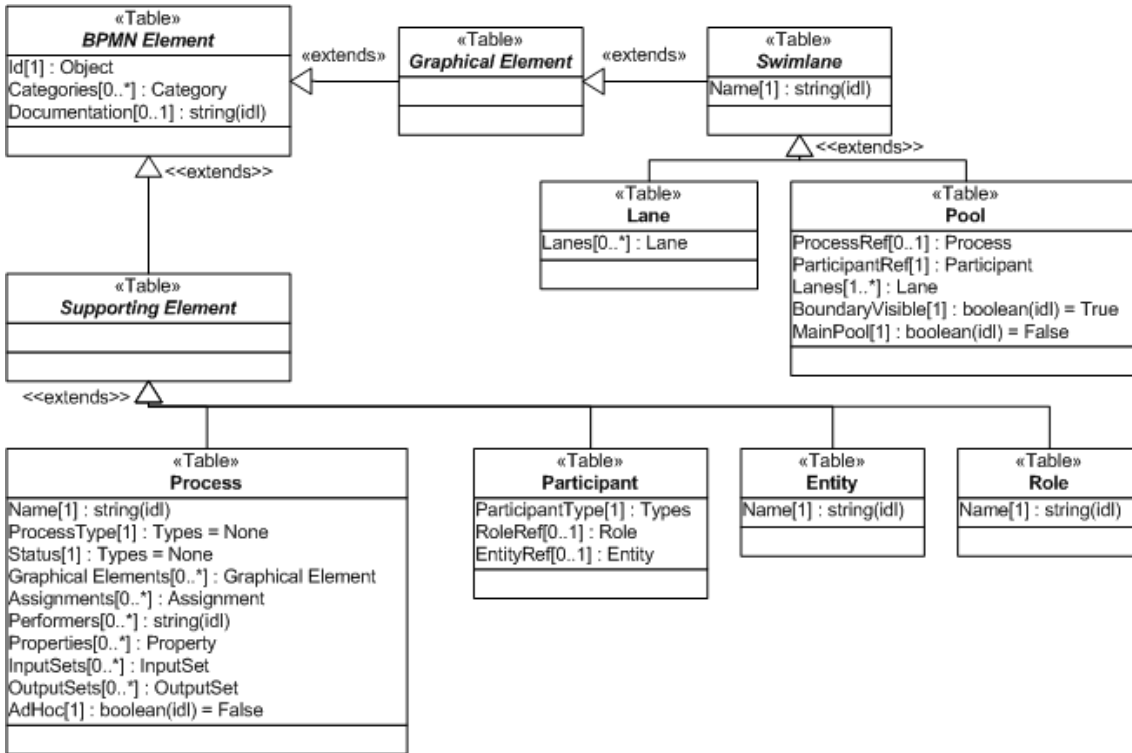 «Table»
BPMN Element
Id[1] : Object
Categories[0..*] : Category
Documentation[0..1] : string(idl)
«extends»
«Table»
Graphical Element
«extends»
«Table»
Swimlane
Name[1] : string(idl)
<<extends>>
<<extends>>
«Table»
Lane
Lanes[0..*] : Lane
«Table»
Pool
ProcessRef[0..1] : Process
ParticipantRef[1] : Participant
Lanes[1..*] : Lane
BoundaryVisible[1] : boolean(idl) = True
MainPool[1] : boolean(idl) = False
«Table»
Supporting Element
<<extends>>
«Table»
Process
Name[1] : string(idl)
ProcessType[1] : Types = None
Status[1] : Types = None
Graphical Elements[0..*] : Graphical Element
Assignments[0..*] : Assignment
Performers[0..*] : string(idl)
Properties[0..*] : Property
InputSets[0..*] : InputSet
OutputSets[0..*] : OutputSet
AdHoc[1] : boolean(idl) = False
«Table»
Participant
ParticipantType[1] : Types
RoleRef[0..1] : Role
EntityRef[0..1] : Entity
«Table»
Entity
Name[1] : string(idl)
«Table»
Role
Name[1] : string(idl)